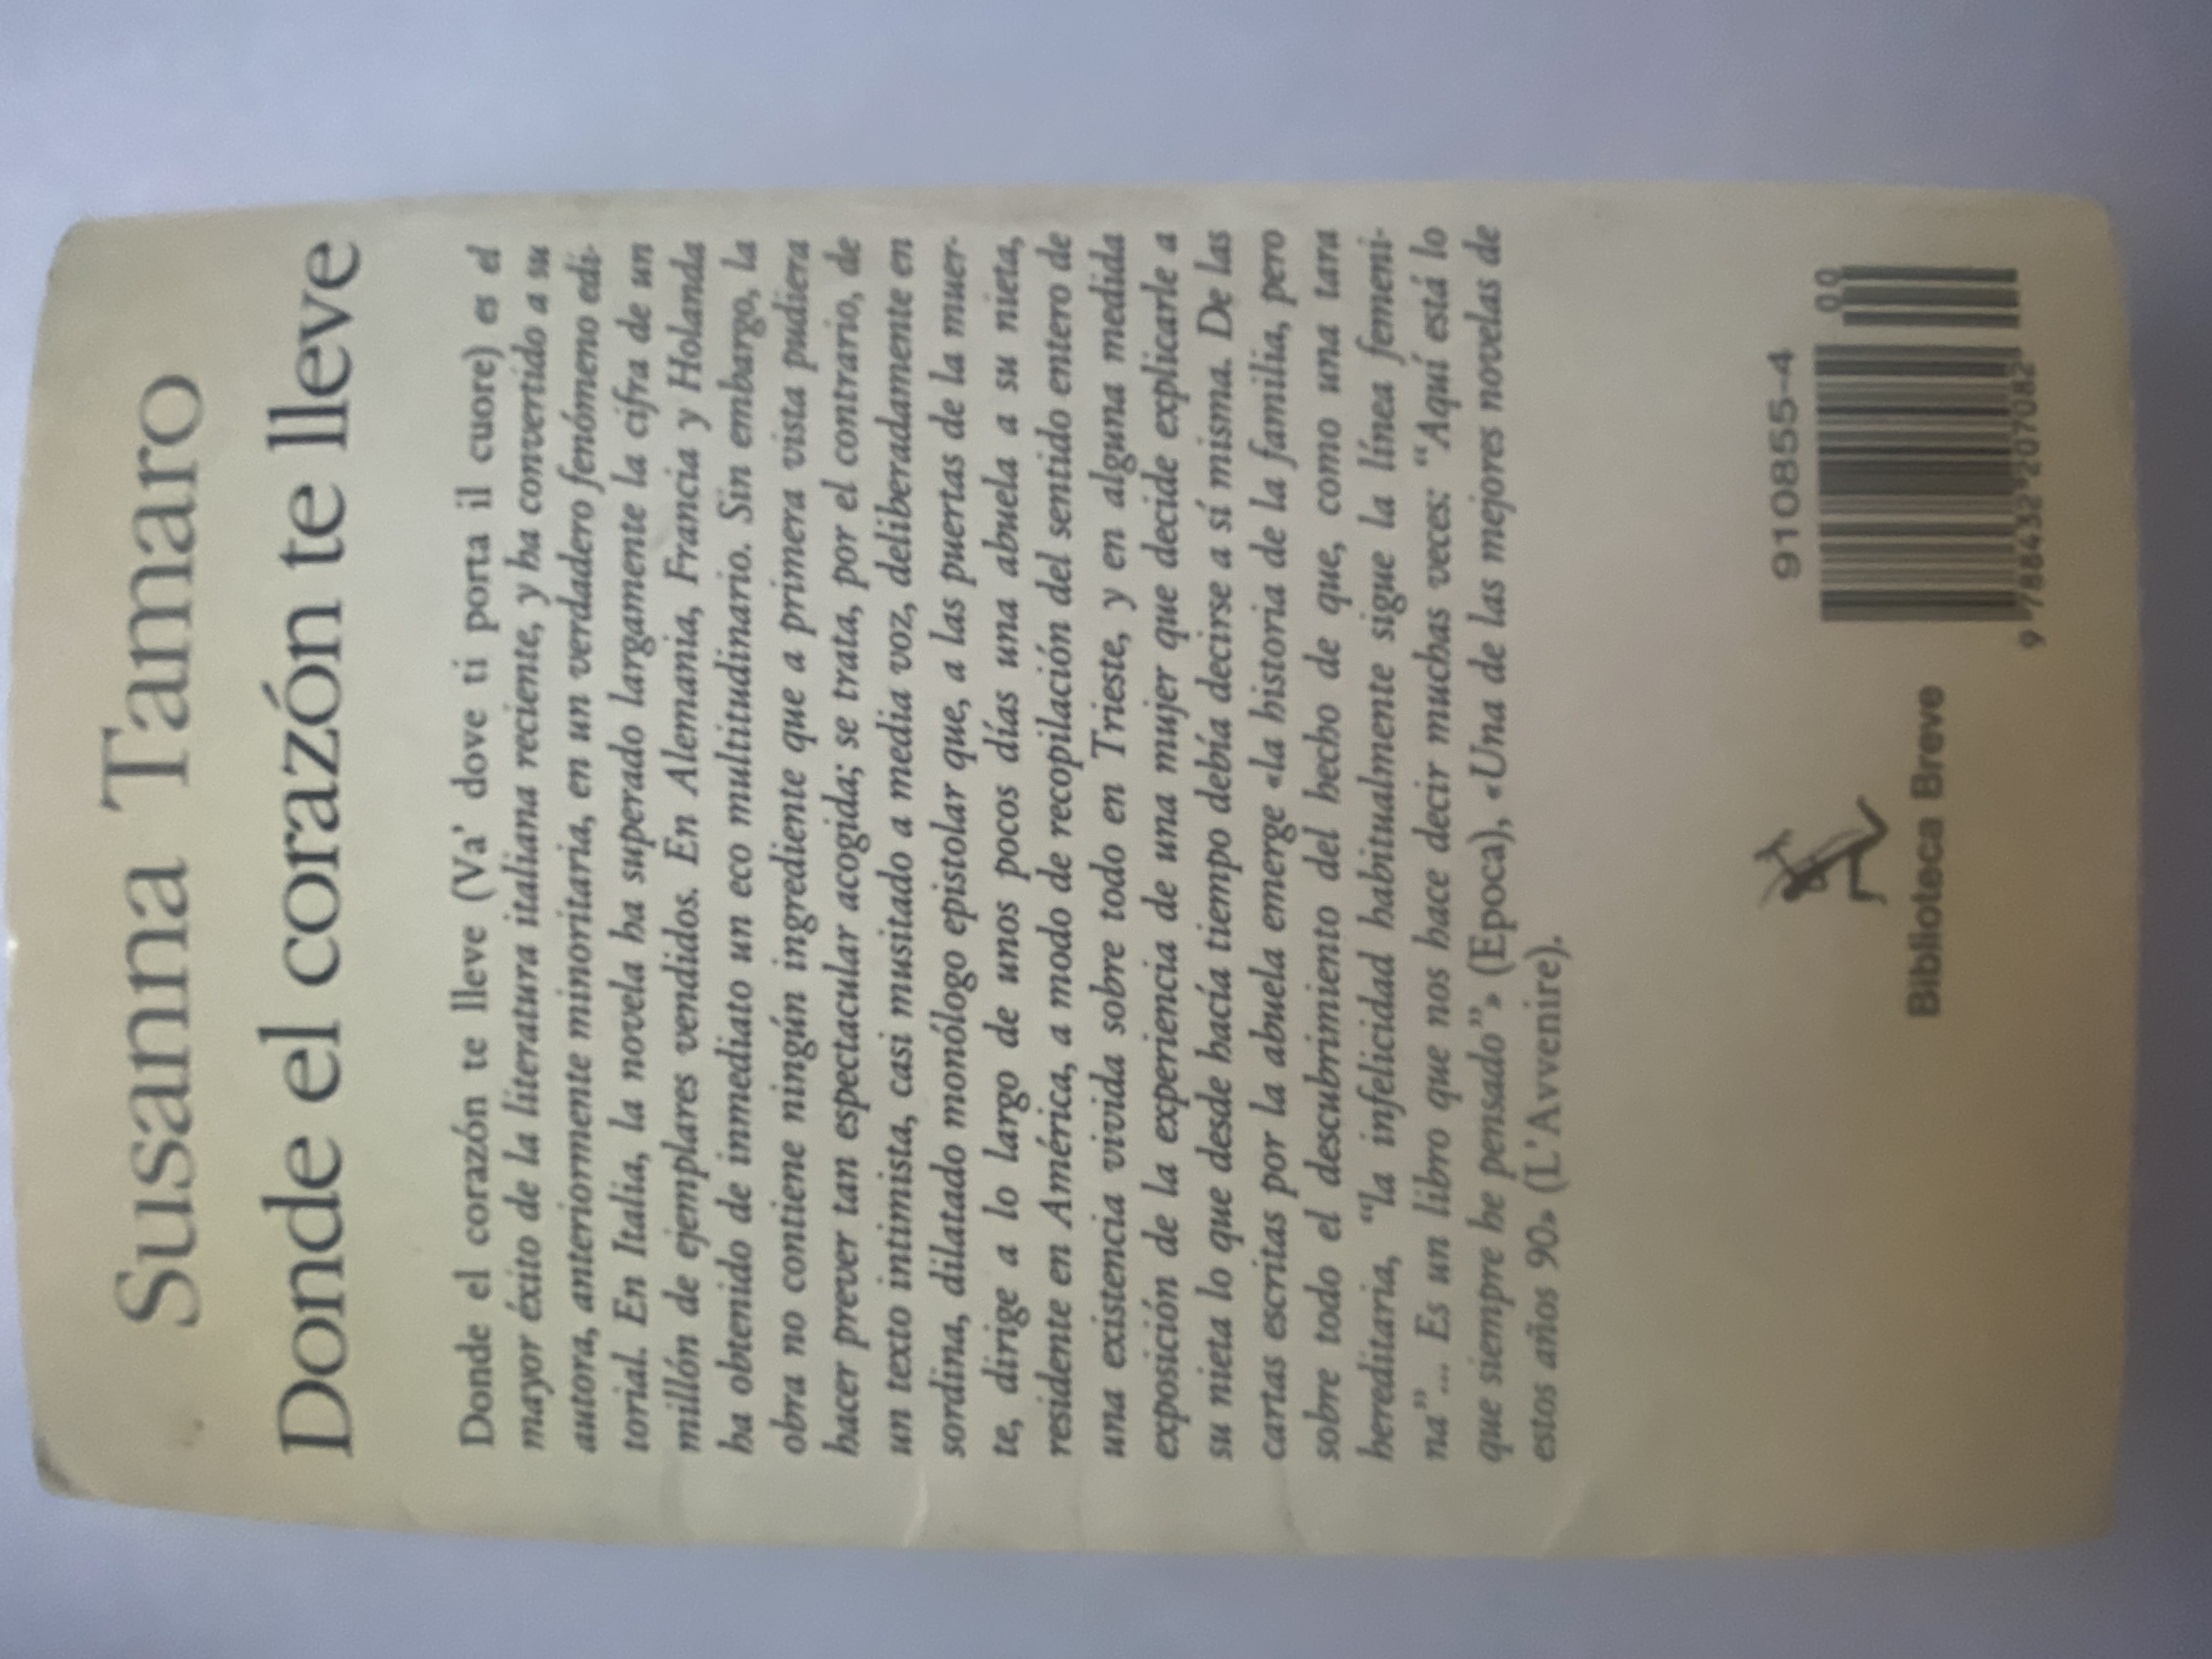 Susanna Tamaro
Donde el corazón te lleve
Donde el corazón te lleve (Va' dove ti porta il cuore) es el
mayor éxito de la literatura italiana reciente, y ha convertido a su
autora, anteriormente minoritaria, en un verdadero fenómeno edi-
torial. En Italia, la novela ha superado largamente la cifra de un
millón de ejemplares vendidos. En Alemania, Francia y Holanda
ha obtenido de inmediato un eco multitudinario. Sin embargo, la
obra no contiene ningún ingrediente que a primera vista pudiera
hacer prever tan espectacular acogida; se trata, por el contrario, de
un texto intimista, casi musitado a media voz, deliberadamente en
sordina, dilatado monólogo epistolar que, a las puertas de la muer-
te, dirige a lo largo de unos pocos días una abuela a su nieta,
residente en América, a modo de recopilación del sentido entero de
una existencia vivida sobre todo en Trieste, y en alguna medida
exposición de la experiencia de una mujer que decide explicarle a
su nieta lo que desde hacía tiempo debía decirse a sí misma. De las
cartas escritas por la abuela emerge «la historia de la familia, pero
sobre todo el descubrimiento del hecho de que, como una tara
hereditaria, "la infelicidad habitualmente sigue la línea femeni-
na"... Es un libro que nos hace decir muchas veces: "Aquí está lo
que siempre he pensado"» (Epoca), «Una de las mejores novelas de
estos años 90» (L'Avvenire).
910855-4
00
Biblioteca Breve
9 788432 207082